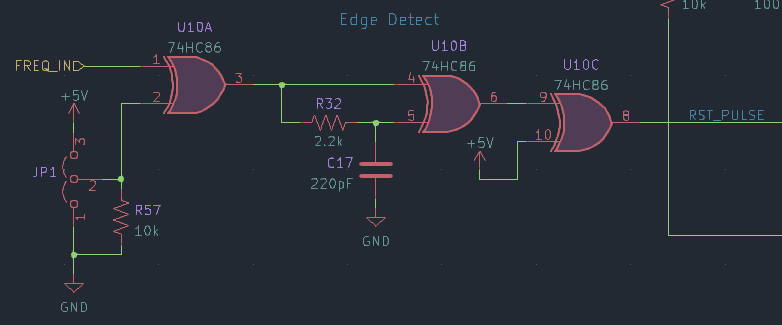 10k
100
Edge Detect
U10A
74HC86
FREQ_IN
1
2
3
+5V
3
JP1
2
1
R57
10k
GND
R32
2.2k
C17
220pF
GND
U10B
74HC86
4
5
6
+5V
U10C
74HC86
9
10
8
RST_PULSE